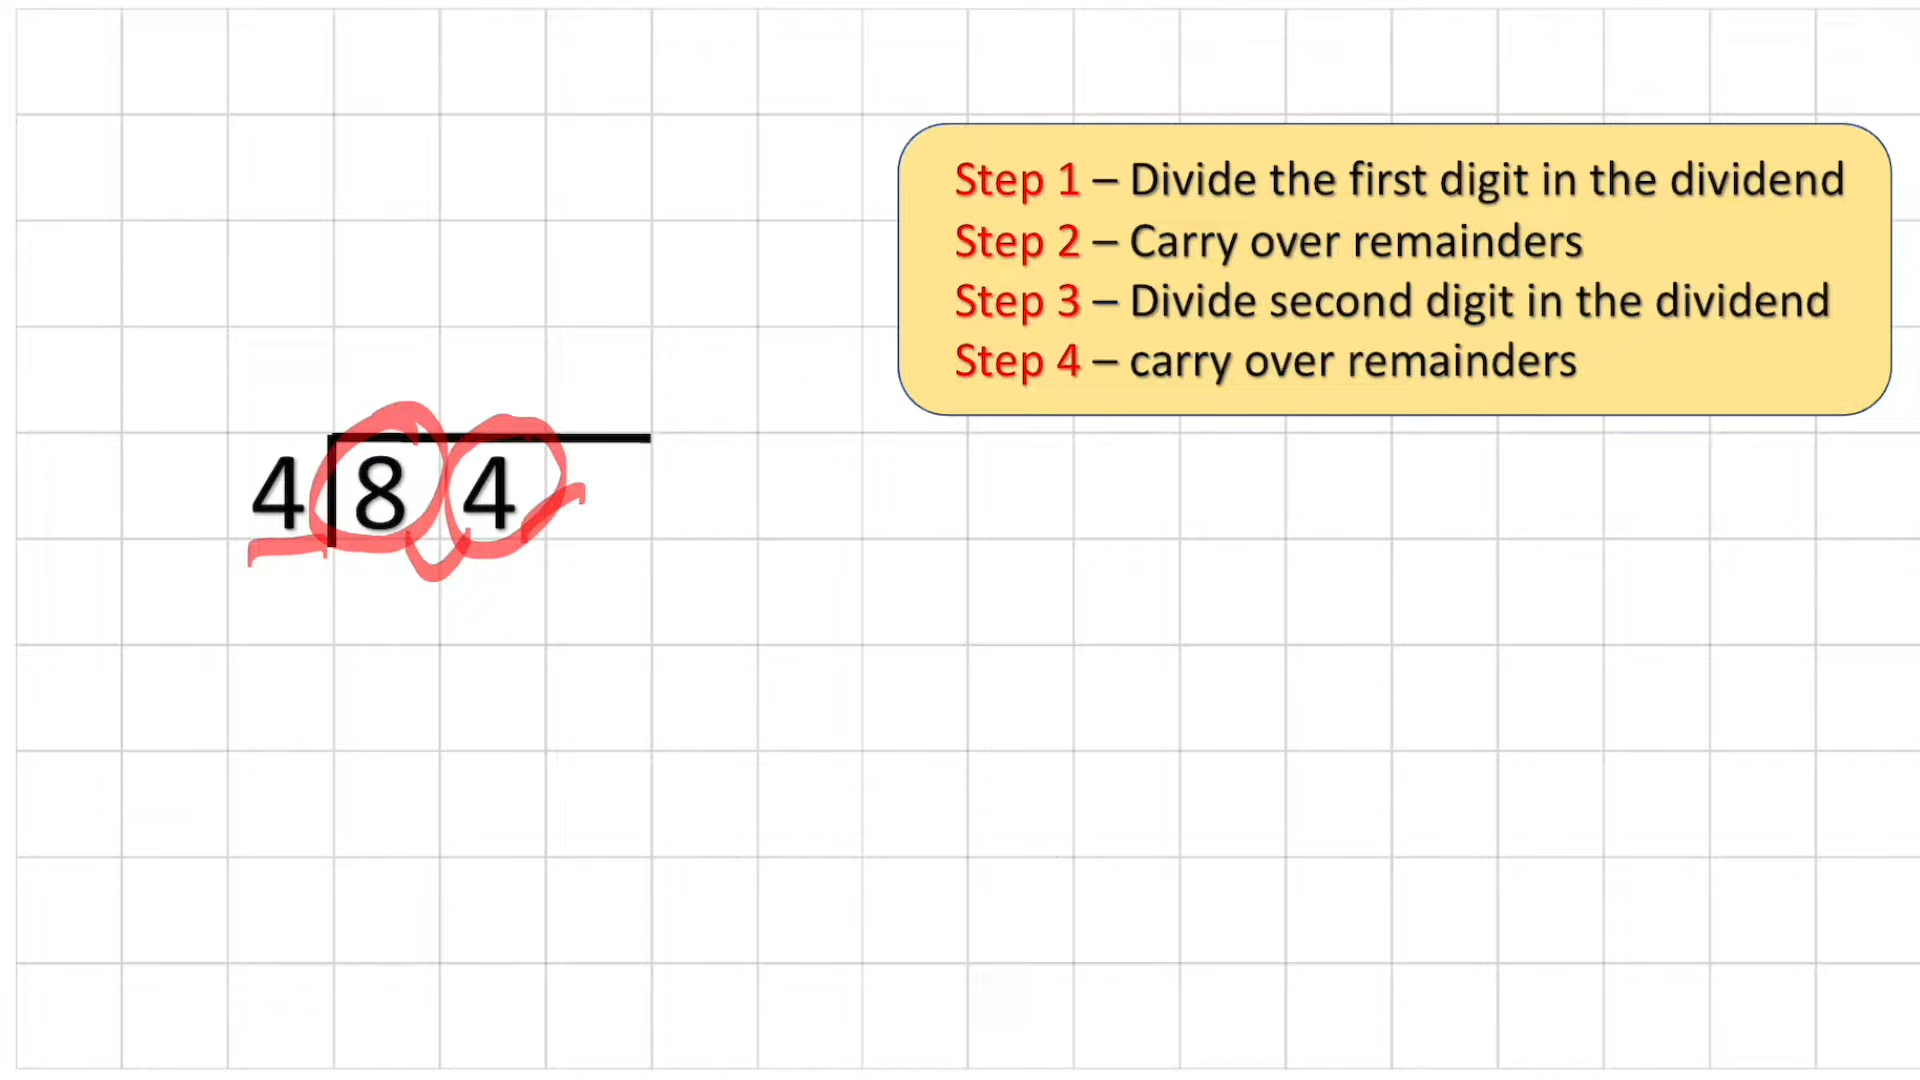 Step 1 – Divide the first digit in the dividend
Step 2 – Carry over remainders
Step 3 – Divide second digit in the dividend
Step 4 – carry over remainders
4 8 4